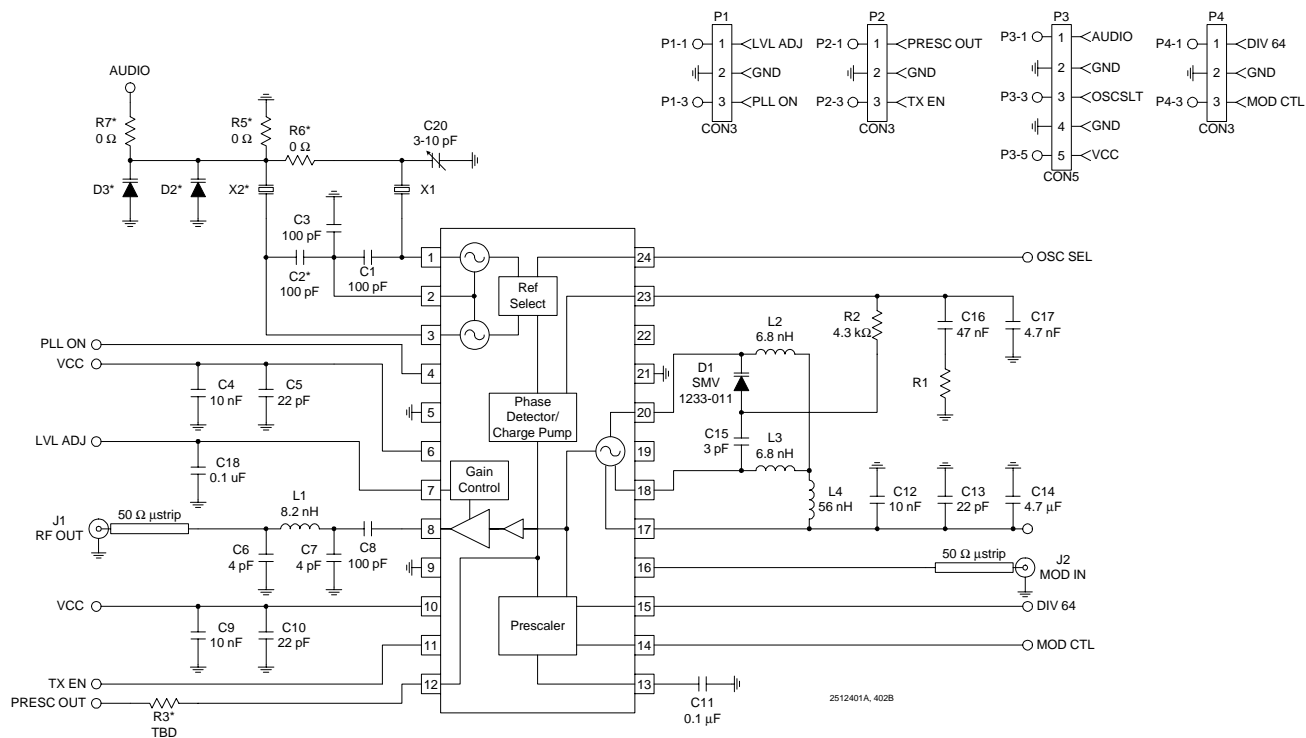 P1
P1-1 1 LVL ADJ
2 GND
P1-3 3 PLL ON
CON3
P2
P2-1 1 PRESC OUT
2 GND
P2-3 3 TX EN
CON3
P3
P3-1 1 AUDIO
2 GND
P3-3 3 OSCSLT
4 GND
P3-5 5 VCC
CON5
P4
P4-1 1 DIV 64
2 GND
P4-3 3 MOD CTL
CON3
AUDIO
R7*
0 Ω
R5*
0 Ω
R6*
0 Ω
C20
3-10 pF
D3*
D2*
X2*
X1
C3
100 pF
C2*
100 pF
C1
100 pF
1
2
3
4
5
6
7
8
9
10
11
12
PLL ON
VCC
C4
10 nF
C5
22 pF
LVL ADJ
C18
0.1 uF
J1
RF OUT
50 Ω μstrip
L1
8.2 nH
C6
4 pF
C7
4 pF
C8
100 pF
VCC
C9
10 nF
C10
22 pF
TX EN
PRESC OUT
R3*
TBD
Ref
Select
Phase
Detector/
Charge Pump
Gain
Control
Prescaler
24
23
22
21
20
19
18
17
16
15
14
13
OSC SEL
R2
4.3 kΩ
C16
47 nF
C17
4.7 nF
R1
L2
6.8 nH
D1
SMV
1233-011
C15
3 pF
L3
6.8 nH
L4
56 nH
C12
10 nF
C13
22 pF
C14
4.7 μF
50 Ω μstrip
J2
MOD IN
DIV 64
MOD CTL
C11
0.1 μF
2512401A, 402B